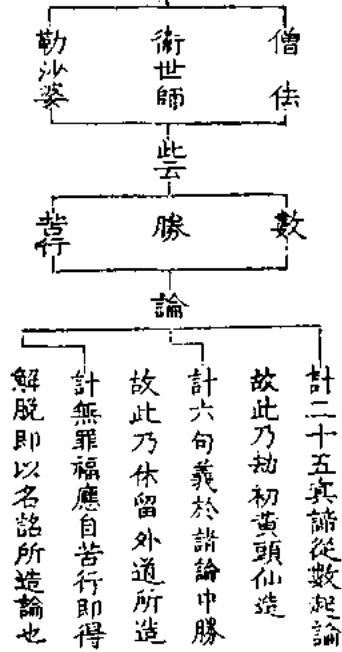 僧佉
衛世師
勒沙婆
此云
數
勝
苦行
論
計二十五真諦從數起論
故此乃劫初黃頭仙造
計六句義於諸論中勝
故此乃休留外道所造
計無罪福應自苦行即得
解脫即以名諮所造論也